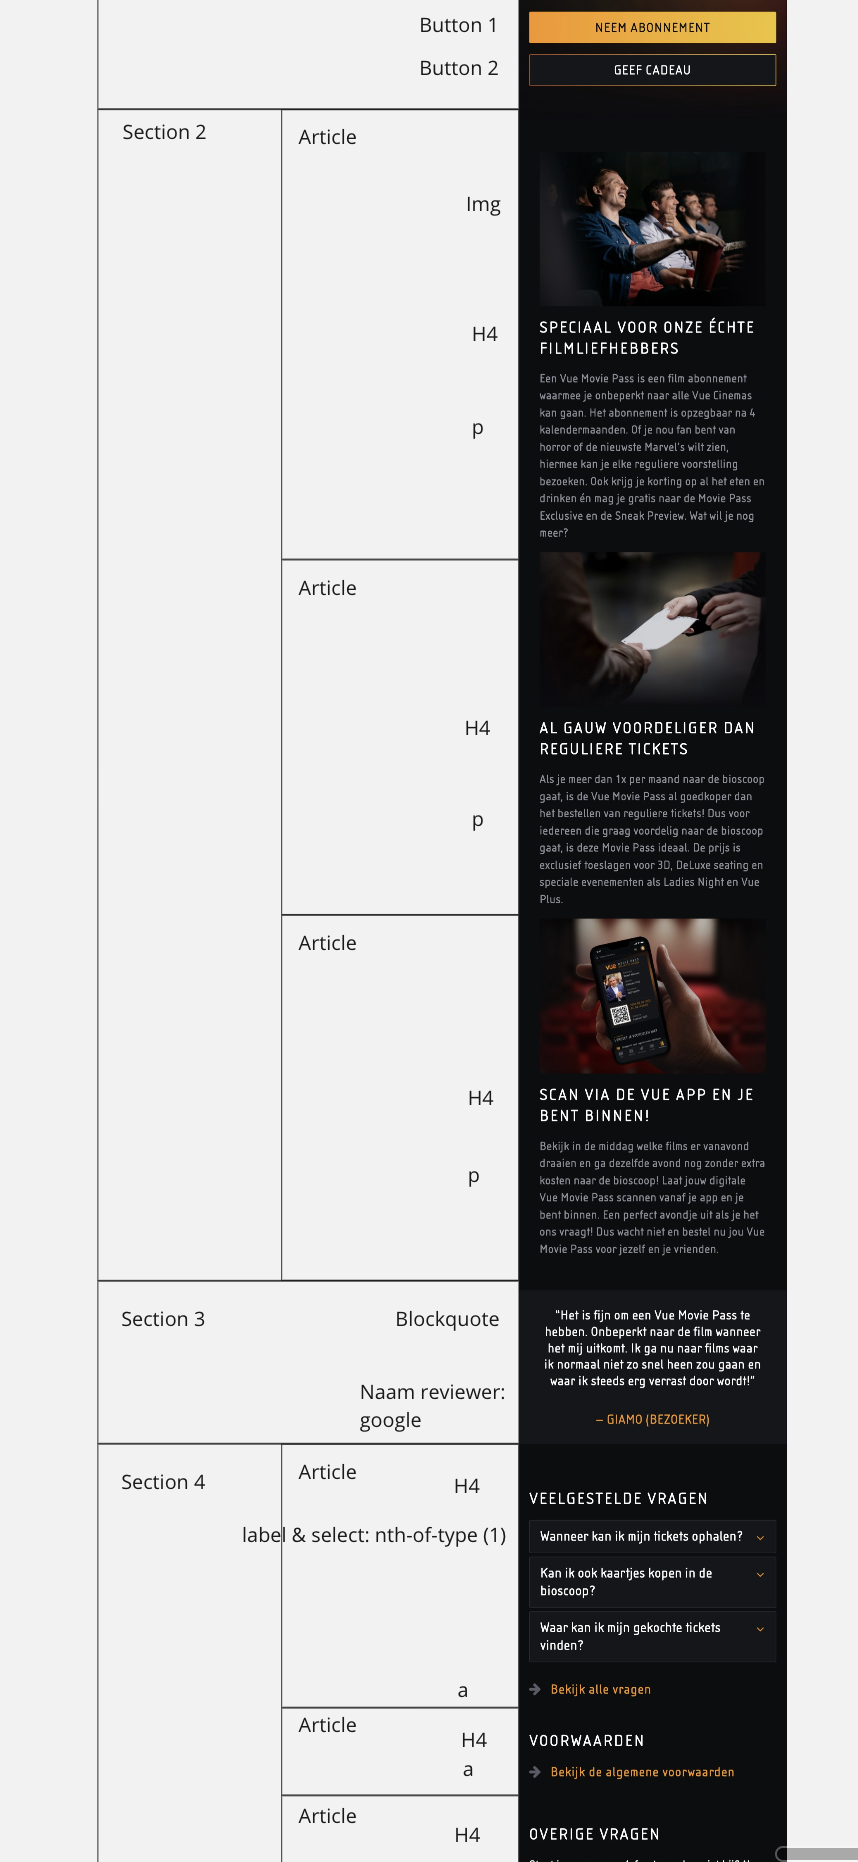 Button 1
NEEM ABONNEMENT
Button 2
GEEF CADEAU
Section 2
Article
Img
H4
SPECIAAL VOOR ONZE ÉCHTE
FILMLIEFHEBBERS
p
Een Vue Movie Pass is een film abonnement
waarmee je onbeperkt naar alle Vue Cinemas
kan gaan. Het abonnement is opzegbaar na 4
kalendermaanden. Of je nou fan bent van
horror of de nieuwste Marvel's wilt zien,
hiermee kan je elke reguliere voorstelling
bezoeken. Ook krijg je korting op al het eten en
drinken én mag je gratis naar de Movie Pass
Exclusive en de Sneak Preview. Wat wil je nog
meer?
Article
H4
AL GAUW VOORDELIGER DAN
REGULIERE TICKETS
p
Als je meer dan 1x per maand naar de bioscoop
gaat, is de Vue Movie Pass al goedkoper dan
het bestellen van reguliere tickets! Dus voor
iedereen die graag voordelig naar de bioscoop
gaat, is deze Movie Pass ideaal. De prijs is
exclusief toeslagen voor 3D, DeLuxe seating en
speciale evenementen als Ladies Night en Vue
Plus.
Article
VUE MOVIE PASS
H4
SCAN VIA DE VUE APP EN JE
BENT BINNEN!
p
Bekijk in de middag welke films er vanavond
draaien en ga dezelfde avond nog zonder extra
kosten naar de bioscoop! Laat jouw digitale
Vue Movie Pass scannen vanaf je app en je
bent binnen. Een perfect avondje uit als je het
ons vraagt! Dus wacht niet en bestel nu jou Vue
Movie Pass voor jezelf en je vrienden.
Section 3
Blockquote
"Het is fijn om een Vue Movie Pass te
hebben. Onbeperkt naar de film wanneer
het mij uitkomt. Ik ga nu naar films waar
ik normaal niet zo snel heen zou gaan en
waar ik steeds erg verrast door wordt!"
Naam reviewer:
google
– GIAMO (BEZOEKER)
Section 4
Article
H4
VEELGESTELDE VRAGEN
label & select: nth-of-type (1)
Wanneer kan ik mijn tickets ophalen?
Kan ik ook kaartjes kopen in de
bioscoop?
Waar kan ik mijn gekochte tickets
vinden?
a
Bekijk alle vragen
Article
H4
VOORWAARDEN
a
Bekijk de algemene voorwaarden
Article
H4
OVERIGE VRAGEN